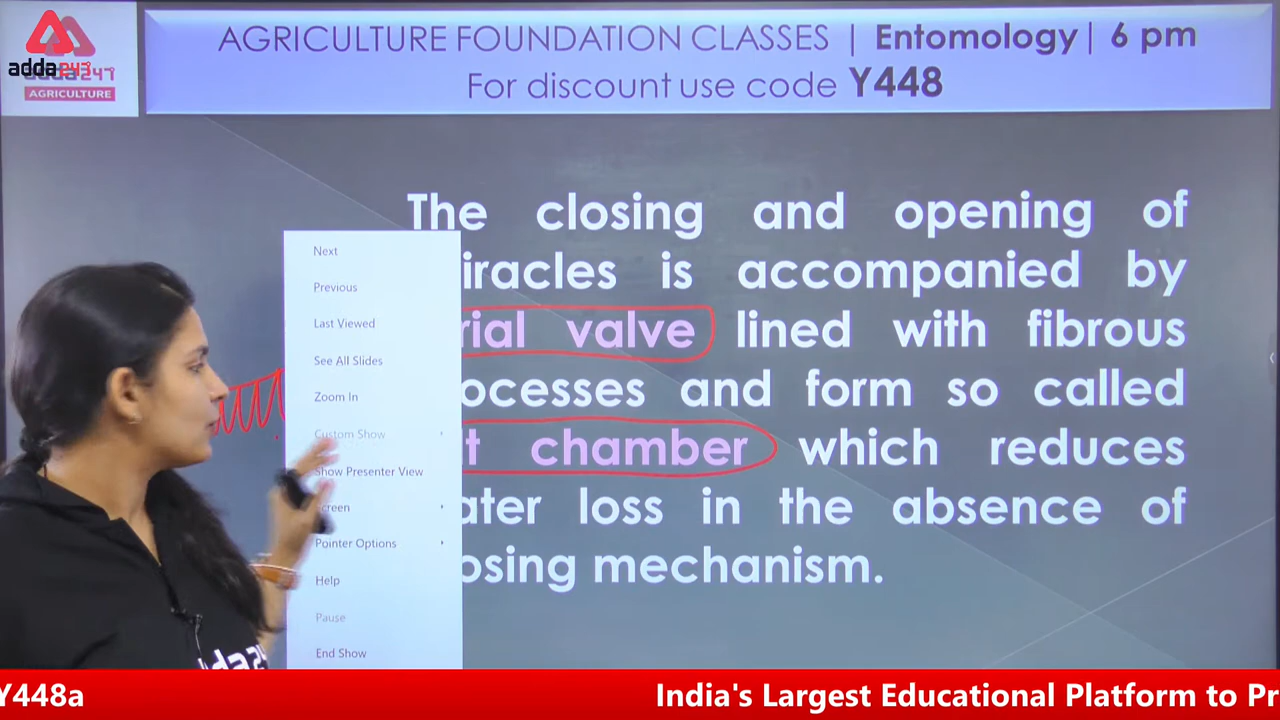 adda247
adda247
AGRICULTURE
AGRICULTURE FOUNDATION CLASSES | Entomology| 6 pm
For discount use code Y448
The closing and opening of
iracles is accompanied by
rial valve lined with fibrous
ocesses and form so called
t chamber which reduces
ater loss in the absence of
osing mechanism.
Next
Previous
Last Viewed
See All Slides
Zoom In
Custom Show
Show Presenter View
creen
Pointer Options
Help
Pause
End Show
adda24
Y448a
India's Largest Educational Platform to Pr